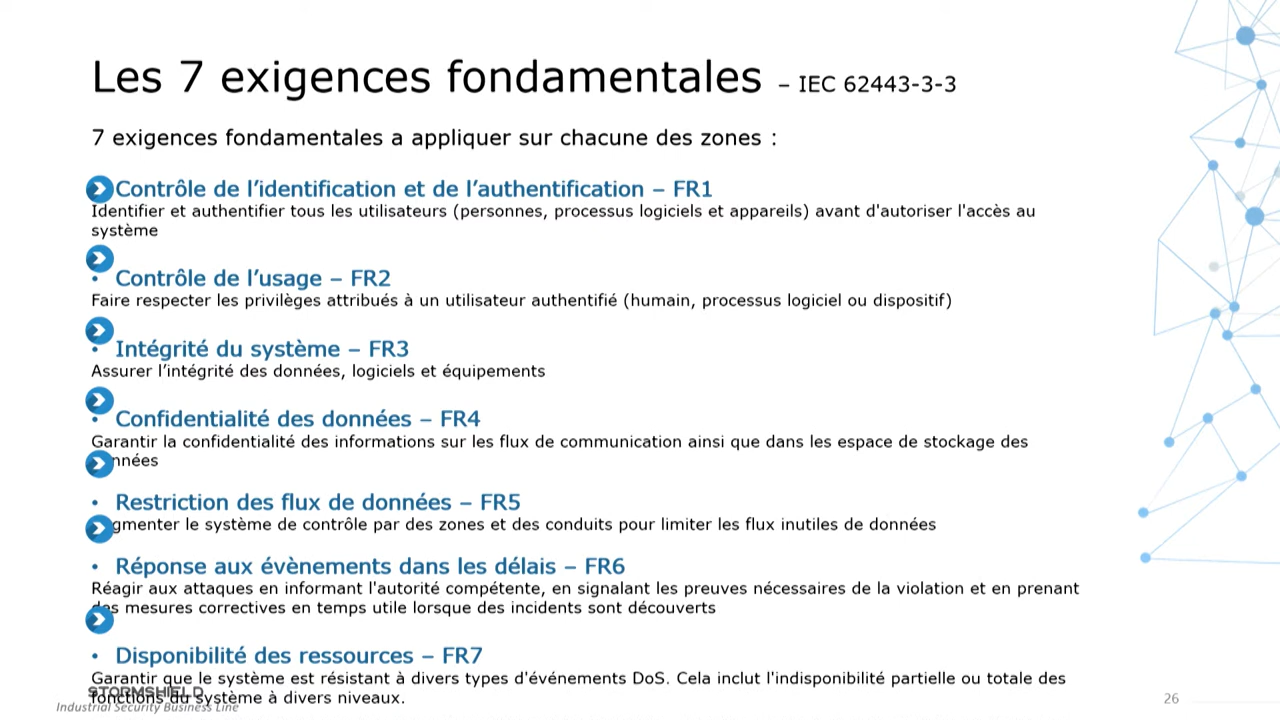 Les 7 exigences fondamentales – IEC 62443-3-3
7 exigences fondamentales a appliquer sur chacune des zones :
Contrôle de l’identification et de l’authentification – FR1
Identifier et authentifier tous les utilisateurs (personnes, processus logiciels et appareils) avant d'autoriser l'accès au
système
• Contrôle de l’usage – FR2
Faire respecter les privilèges attribués à un utilisateur authentifié (humain, processus logiciel ou dispositif)
• Intégrité du système – FR3
Assurer l’intégrité des données, logiciels et équipements
• Confidentialité des données – FR4
Garantir la confidentialité des informations sur les flux de communication ainsi que dans les espace de stockage des
données
• Restriction des flux de données – FR5
Segmenter le système de contrôle par des zones et des conduits pour limiter les flux inutiles de données
• Réponse aux évènements dans les délais – FR6
Réagir aux attaques en informant l'autorité compétente, en signalant les preuves nécessaires de la violation et en prenant
des mesures correctives en temps utile lorsque des incidents sont découverts
• Disponibilité des ressources – FR7
Garantir que le système est résistant à divers types d'événements DoS. Cela inclut l'indisponibilité partielle ou totale des
fonctions du système à divers niveaux.
STORMSHIELD
Industrial Security Business Line
26